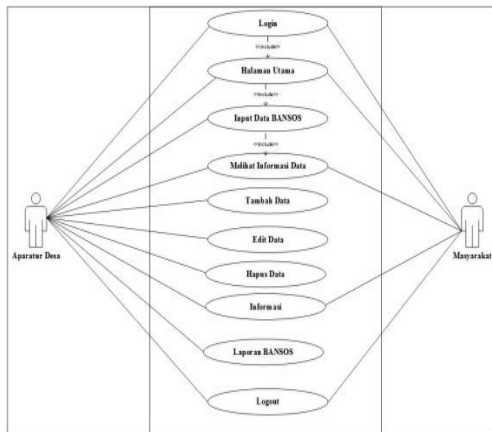 Login
<<include>>
Halaman Utama
<<include>>
Input Data BANSOS
<<include>>
Melihat Informasi Data
Tambah Data
Aparatur Desa
Masyarakat
Edit Data
Hapus Data
Informasi
Laporan BANSOS
Logout